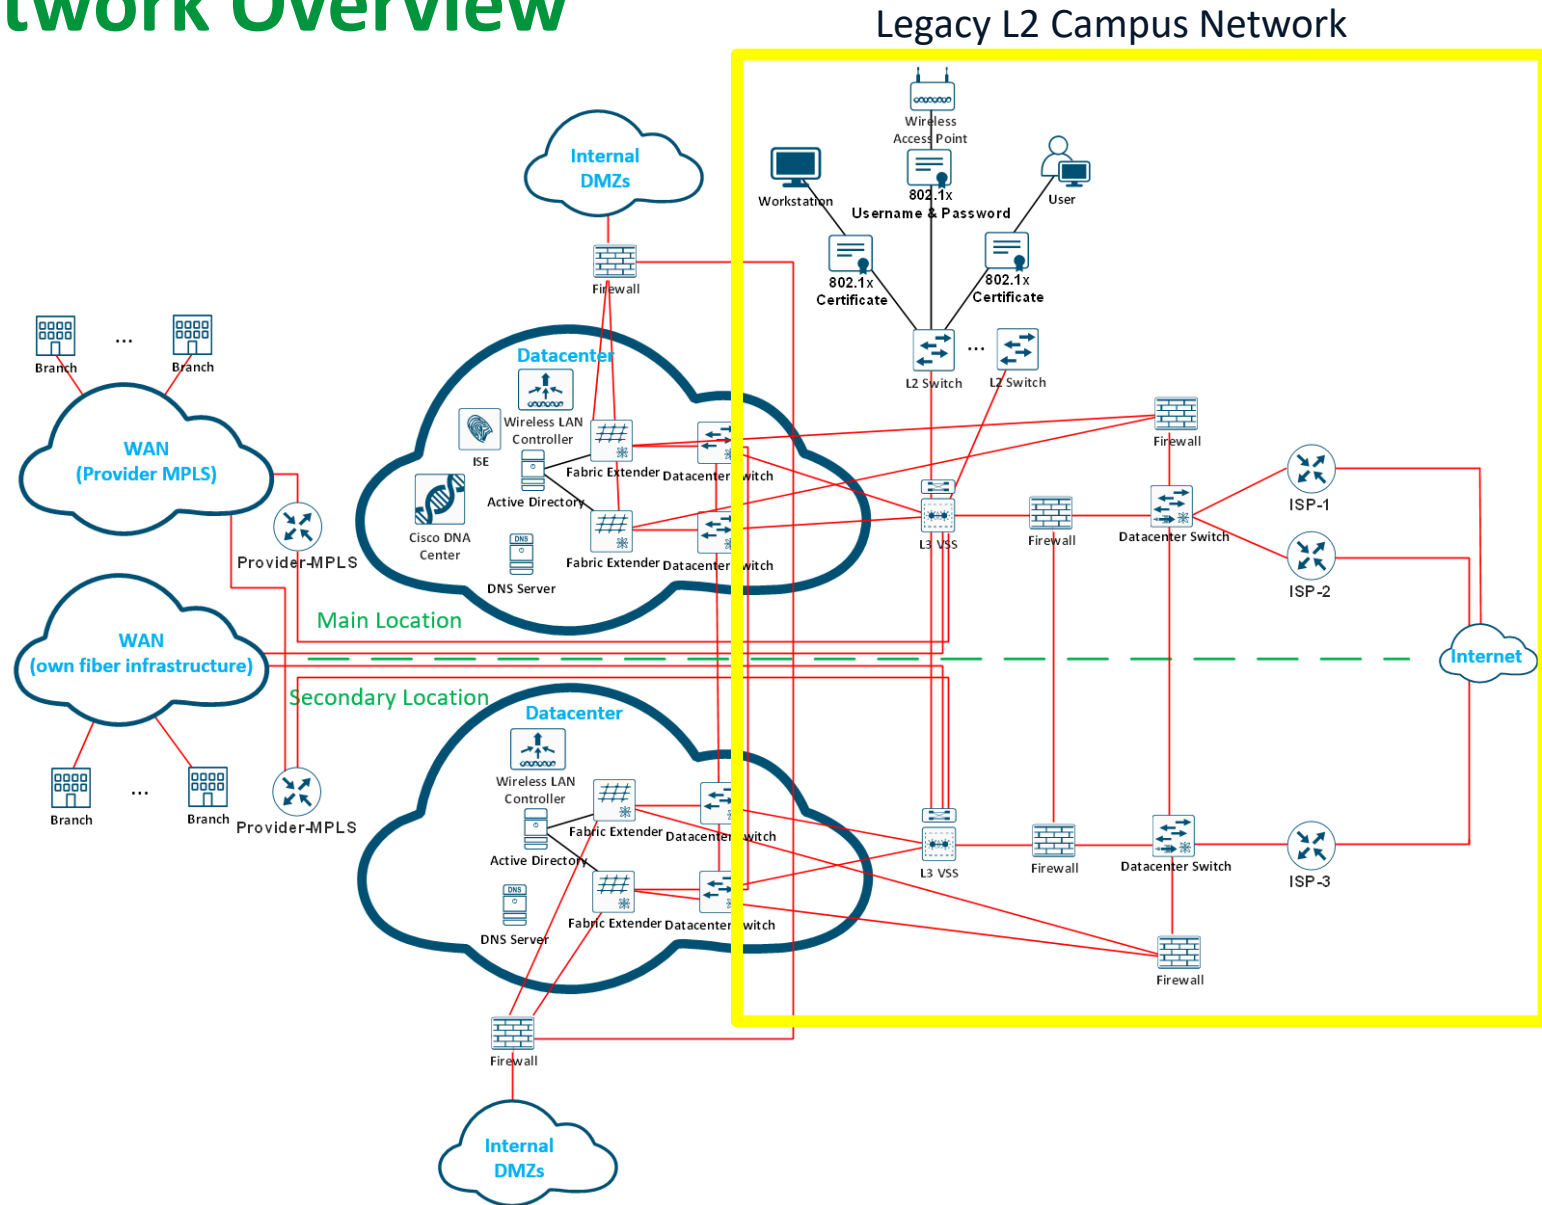 twork Overview
Legacy L2 Campus Network
Wireless
Access Point
Internal
DMZs
Workstation
802.1x
Username & Password
User
Firewall
802.1x
Certificate
802.1x
Certificate
Branch
...
Branch
Datacenter
L2 Switch
...
L2 Switch
Wireless LAN
Controller
ISE
Fabric Extender
Datacenter Switch
Active Directory
Firewall
WAN
(Provider MPLS)
ISP-1
Cisco DNA
Center
DNS
DNS Server
Fabric Extender
Datacenter Switch
L3 VSS
Firewall
Datacenter Switch
Provider-MPLS
ISP-2
Main Location
WAN
(own fiber infrastructure)
Internet
Secondary Location
Datacenter
Wireless LAN
Controller
Branch
...
Branch
Provider-MPLS
Fabric Extender
Datacenter Switch
Active Directory
L3 VSS
Firewall
Datacenter Switch
ISP-3
DNS
DNS Server
Fabric Extender
Datacenter Switch
Firewall
Firewall
Internal
DMZs